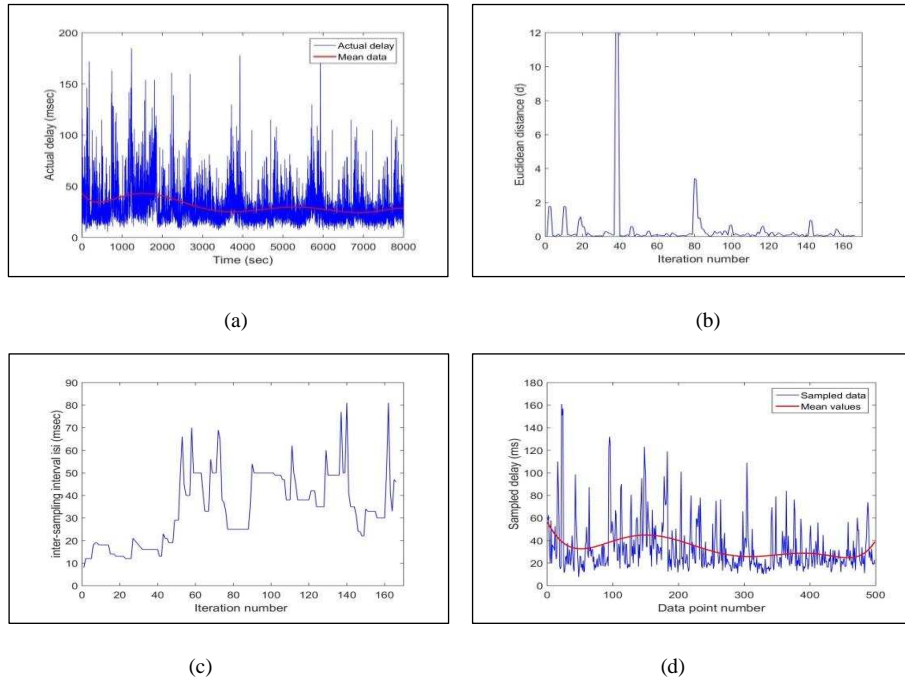 200
150
100
50
0
Actual delay (msec)
Actual delay
Mean data
0 1000 2000 3000 4000 5000 6000 7000 8000
Time (sec)
(a)
12
10
8
6
4
2
0
Euclidean distance (d)
0 20 40 60 80 100 120 140 160
Iteration number
(b)
90
80
70
60
50
40
30
20
10
0
inter-sampling interval isi (msec)
0 20 40 60 80 100 120 140 160
Iteration number
(c)
180
160
140
120
100
80
60
40
20
0
Sampled delay (ms)
Sampled data
Mean values
0 100 200 300 400 500
Data point number
(d)